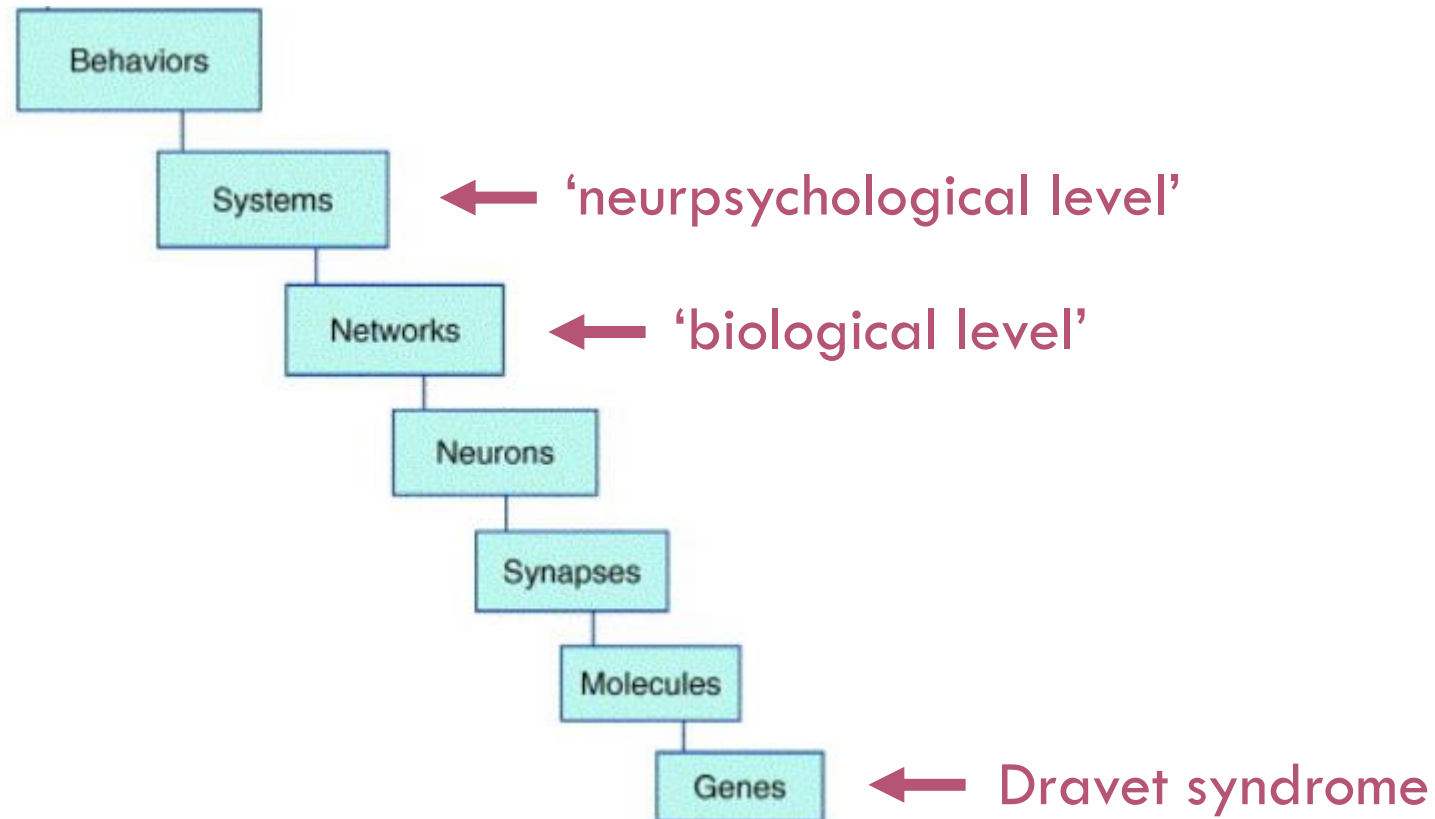 Behaviors
Systems
‘neurpsychological level’
Networks
‘biological level’
Neurons
Synapses
Molecules
Genes
Dravet syndrome